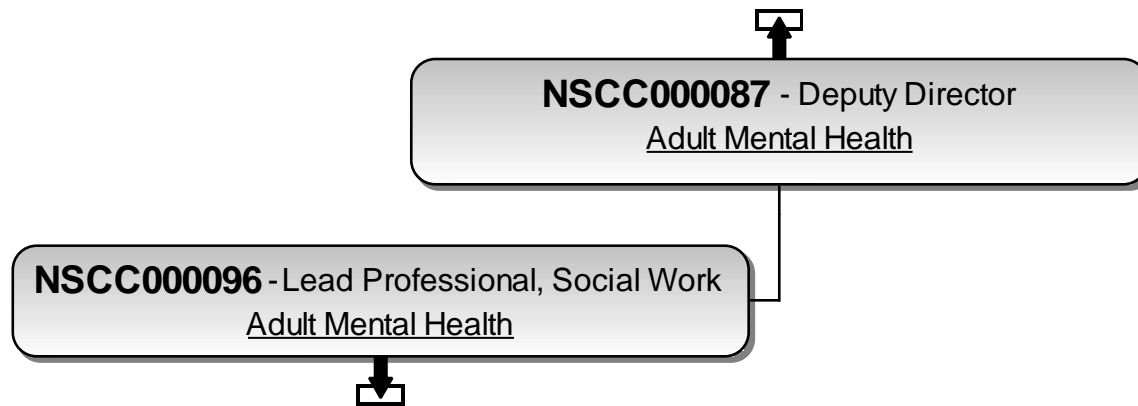 NSCC000087 - Deputy Director
Adult Mental Health
NSCC000096 - Lead Professional, Social Work
Adult Mental Health